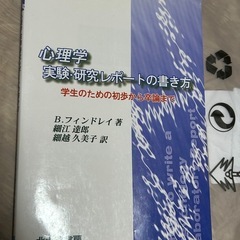 心理学
実験・研究レポートの書き方
学生のための初歩から卒論まで
B.フィンドレイ 著
細江 達郎
細越 久美子 訳